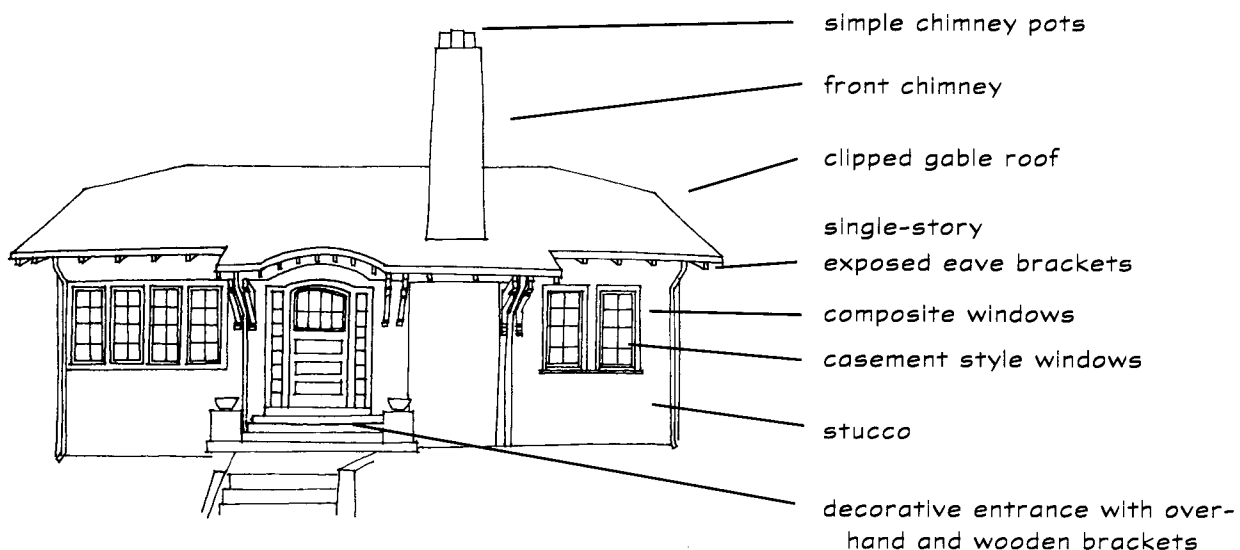 simple chimney pots
front chimney
clipped gable roof
single-story
exposed eave brackets
composite windows
casement style windows
stucco
decorative entrance with over-
hand and wooden brackets